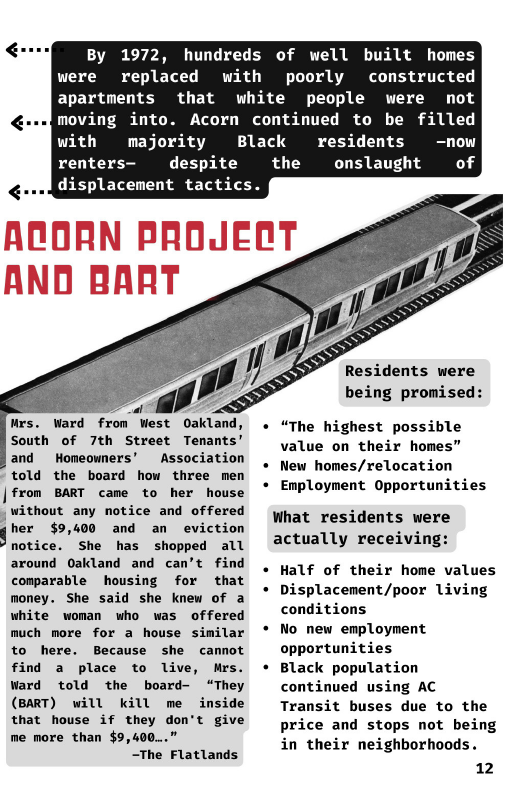 By 1972, hundreds of well built homes
were replaced with poorly constructed
apartments that white people were not
moving into. Acorn continued to be filled
with majority Black residents –now
renters– despite the onslaught of
displacement tactics.
ACORN PROJECT
AND BART
Mrs. Ward from West Oakland,
South of 7th Street Tenants’
and Homeowners’ Association
told the board how three men
from BART came to her house
without any notice and offered
her $9,400 and an eviction
notice. She has shopped all
around Oakland and can’t find
comparable housing for that
money. She said she knew of a
white woman who was offered
much more for a house similar
to here. Because she cannot
find a place to live, Mrs.
Ward told the board– “They
(BART) will kill me inside
that house if they don't give
me more than $9,400….”
–The Flatlands
Residents were
being promised:
• “The highest possible
value on their homes”
• New homes/relocation
• Employment Opportunities
What residents were
actually receiving:
• Half of their home values
• Displacement/poor living
conditions
• No new employment
opportunities
• Black population
continued using AC
Transit buses due to the
price and stops not being
in their neighborhoods.
12